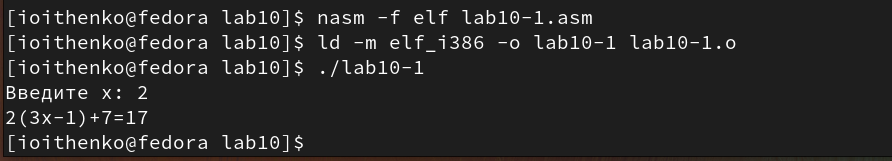 [ioithenko@fedora lab10]$ nasm -f elf lab10-1.asm
[ioithenko@fedora lab10]$ ld -m elf_i386 -o lab10-1 lab10-1.o
[ioithenko@fedora lab10]$ ./lab10-1
Введите x: 2
2(3x-1)+7=17
[ioithenko@fedora lab10]$